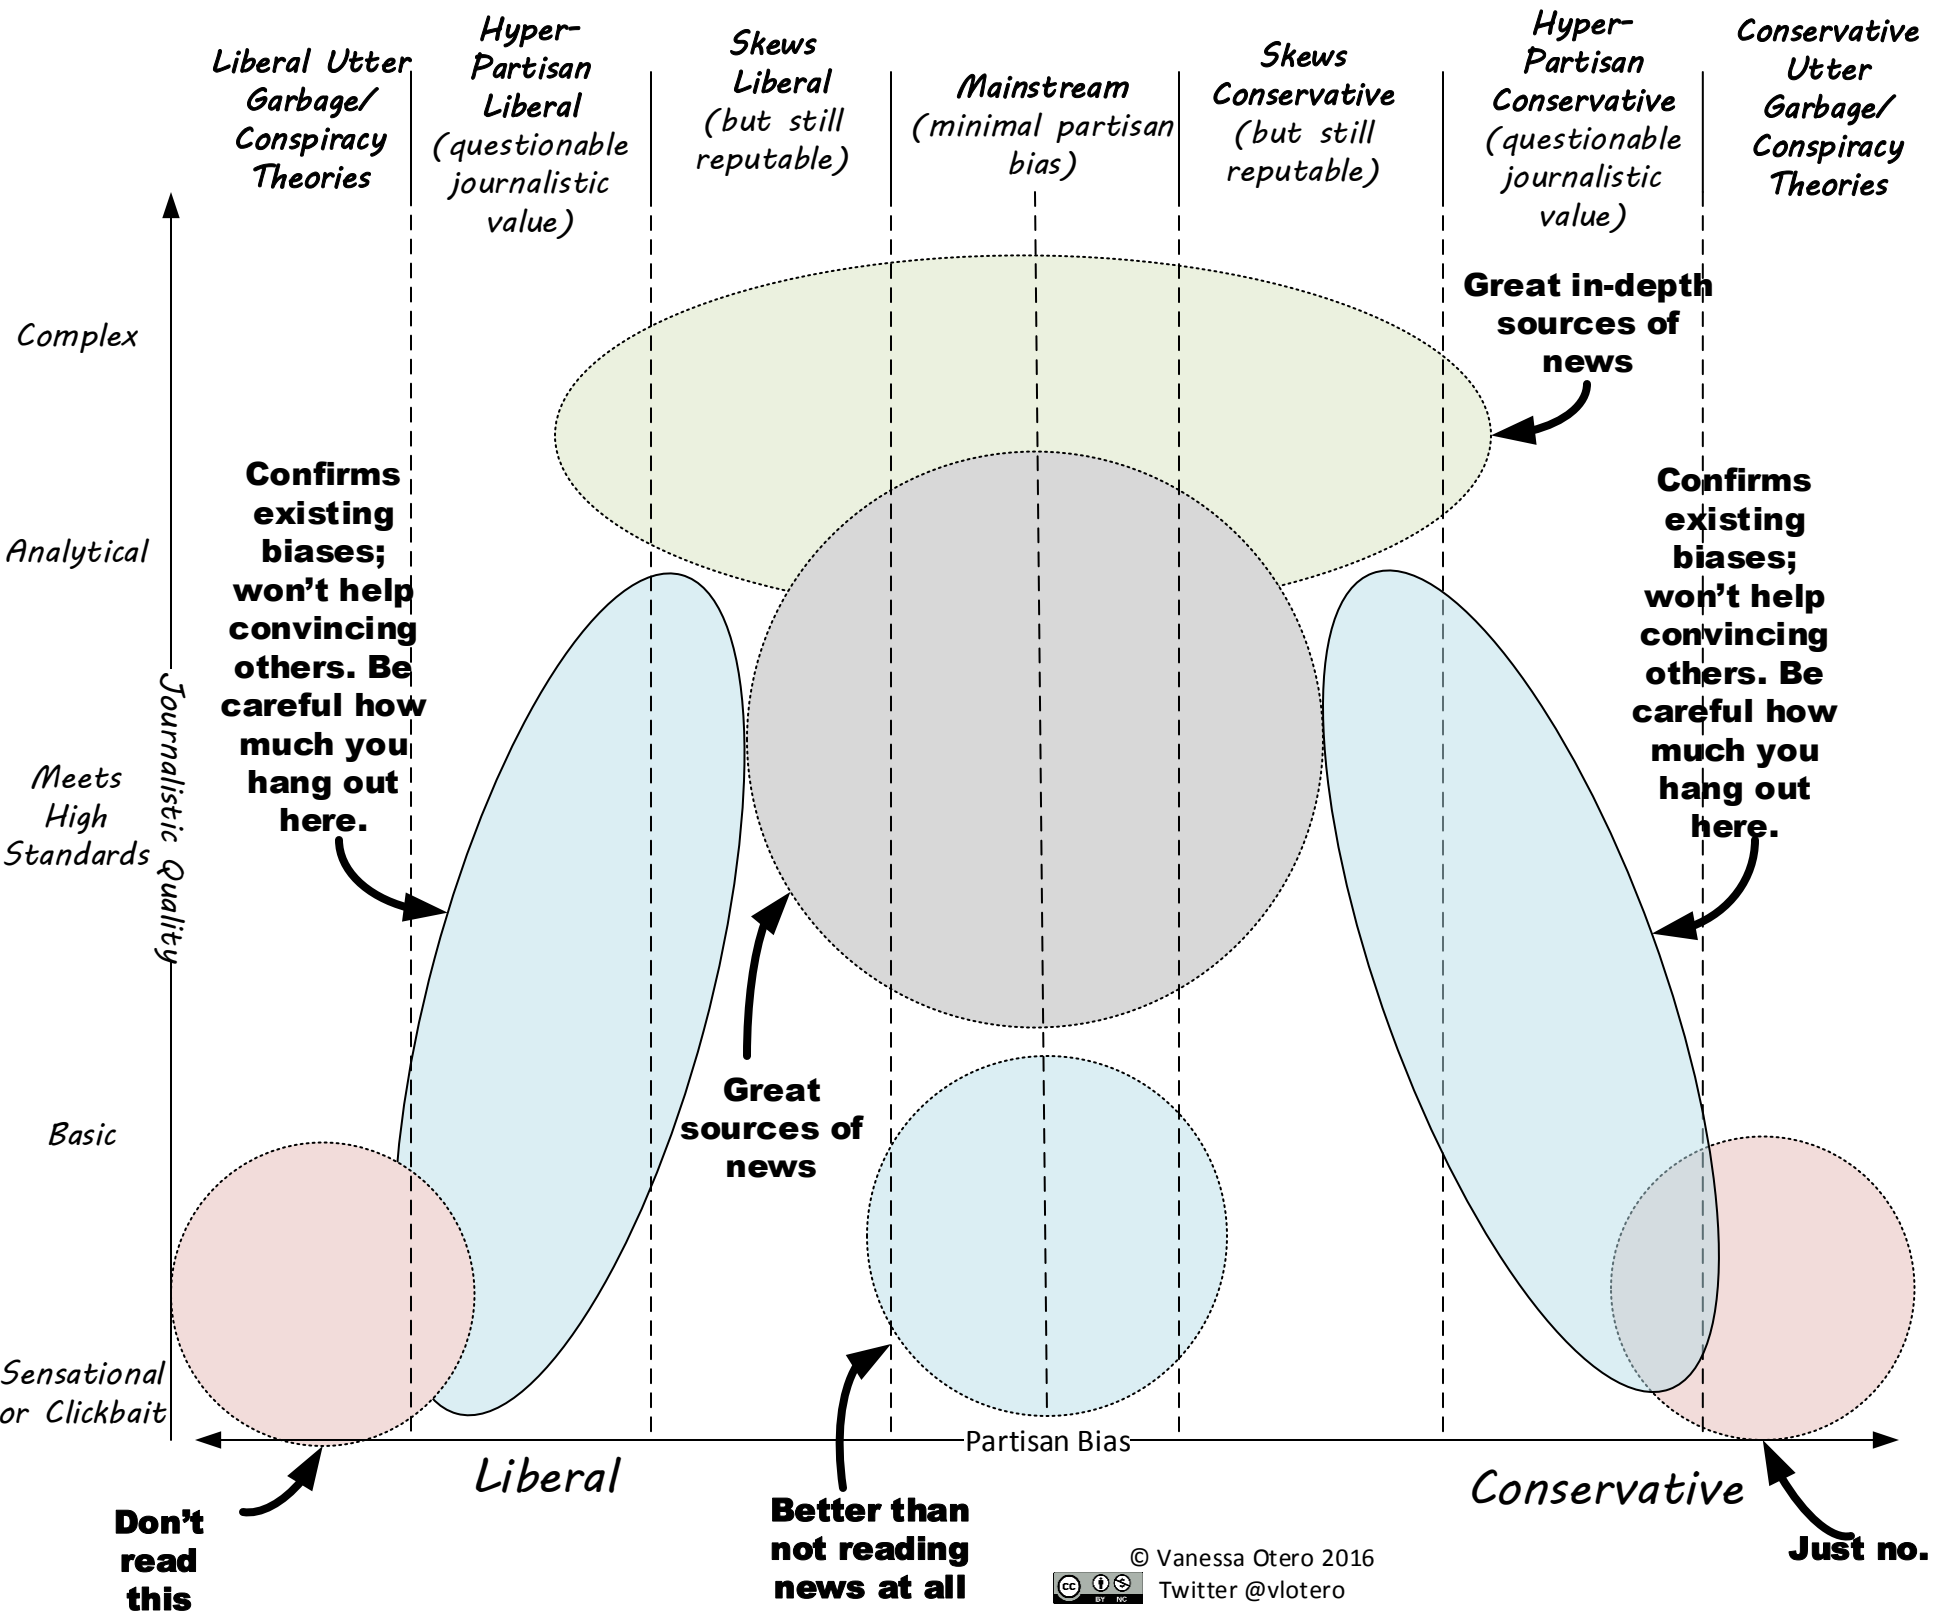 Liberal Utter
Garbage/
Conspiracy
Theories
Hyper-
Partisan
Liberal
(questionable
journalistic
value)
Skews
Liberal
(but still
reputable)
Mainstream
(minimal partisan
bias)
Skews
Conservative
(but still
reputable)
Hyper-
Partisan
Conservative
(questionable
journalistic
value)
Conservative
Utter
Garbage/
Conspiracy
Theories
Complex
Analytical
Meets
High
Standards
Basic
Sensational
or Clickbait
Journalistic Quality
Great in-depth
sources of
news
Confirms
existing
biases;
won't help
convincing
others. Be
careful how
much you
hang out
here.
Confirms
existing
biases;
won't help
convincing
others. Be
careful how
much you
hang out
here.
Great
sources of
news
Partisan Bias
Liberal
Conservative
Don't
read
this
Better than
not reading
news at all
Just no.
© Vanessa Otero 2016
Twitter @vlotero
cc
BY NC